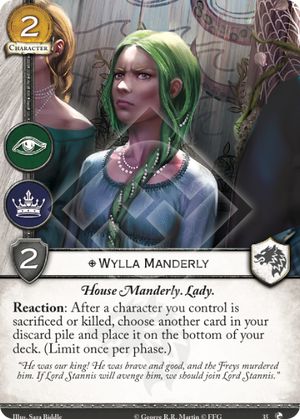 2
Character
2
Wylla Manderly
House Manderly. Lady.
Reaction: After a character you control is
sacrificed or killed, choose another card in your
discard pile and place it on the bottom of your
deck. (Limit once per phase.)
"He was our king! He was brave and good, and the Freys murdered
him. If Lord Stannis will avenge him, we should join Lord Stannis."
Illus. Sara Biddle
© George R.R. Martin © FFG
35